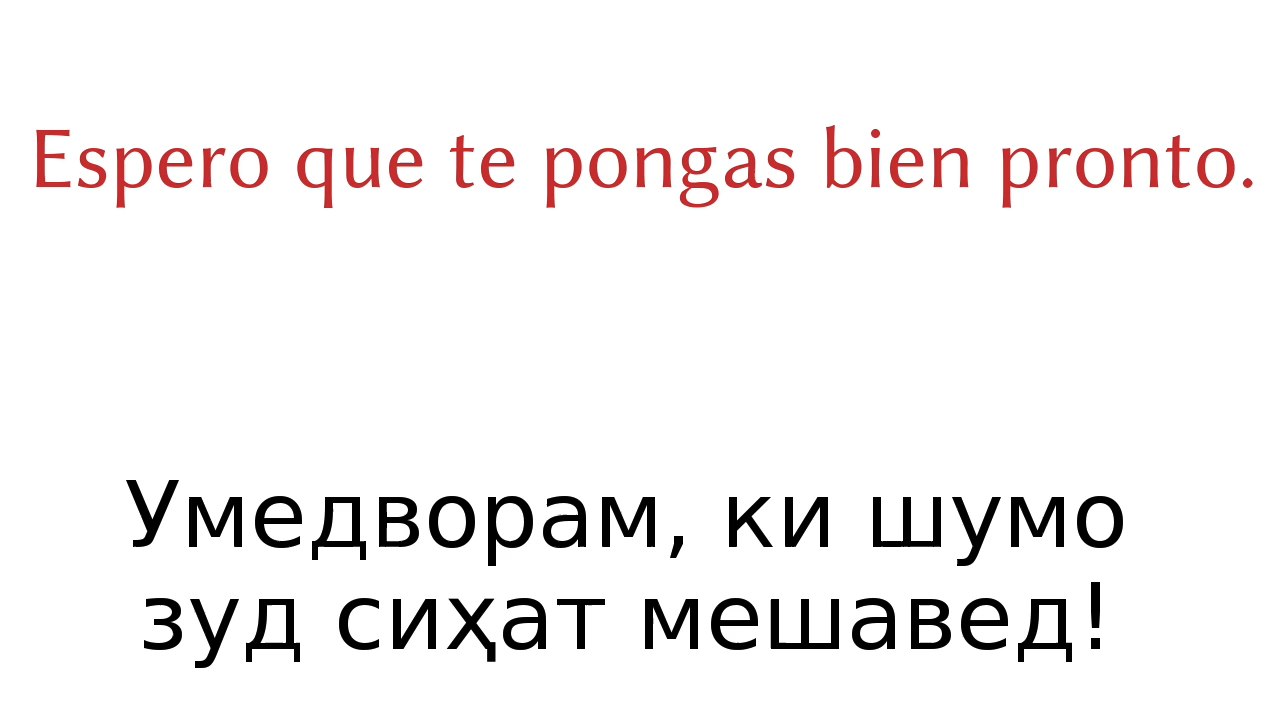 Espero que te pongas bien pronto.
Умедворам, ки шумо
зуд сиҳат мешавед!